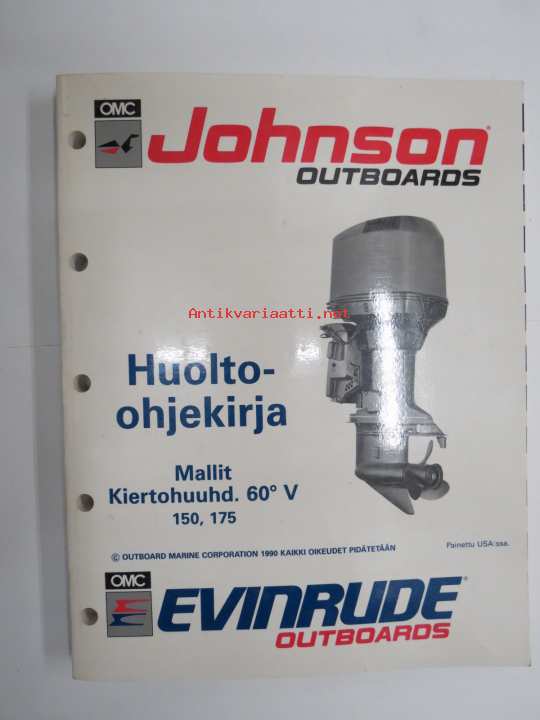 OMC
Johnson
OUTBOARDS
Antikvariaatti.net
Huolto-
ohjekirja
Mallit
Kiertohuuhd. 60° V
150, 175
Painettu USA:ssa.
© OUTBOARD MARINE CORPORATION 1990 KAIKKI OIKEUDET PIDÄTETÄÄN
OMC
EVINRUDE
OUTBOARDS